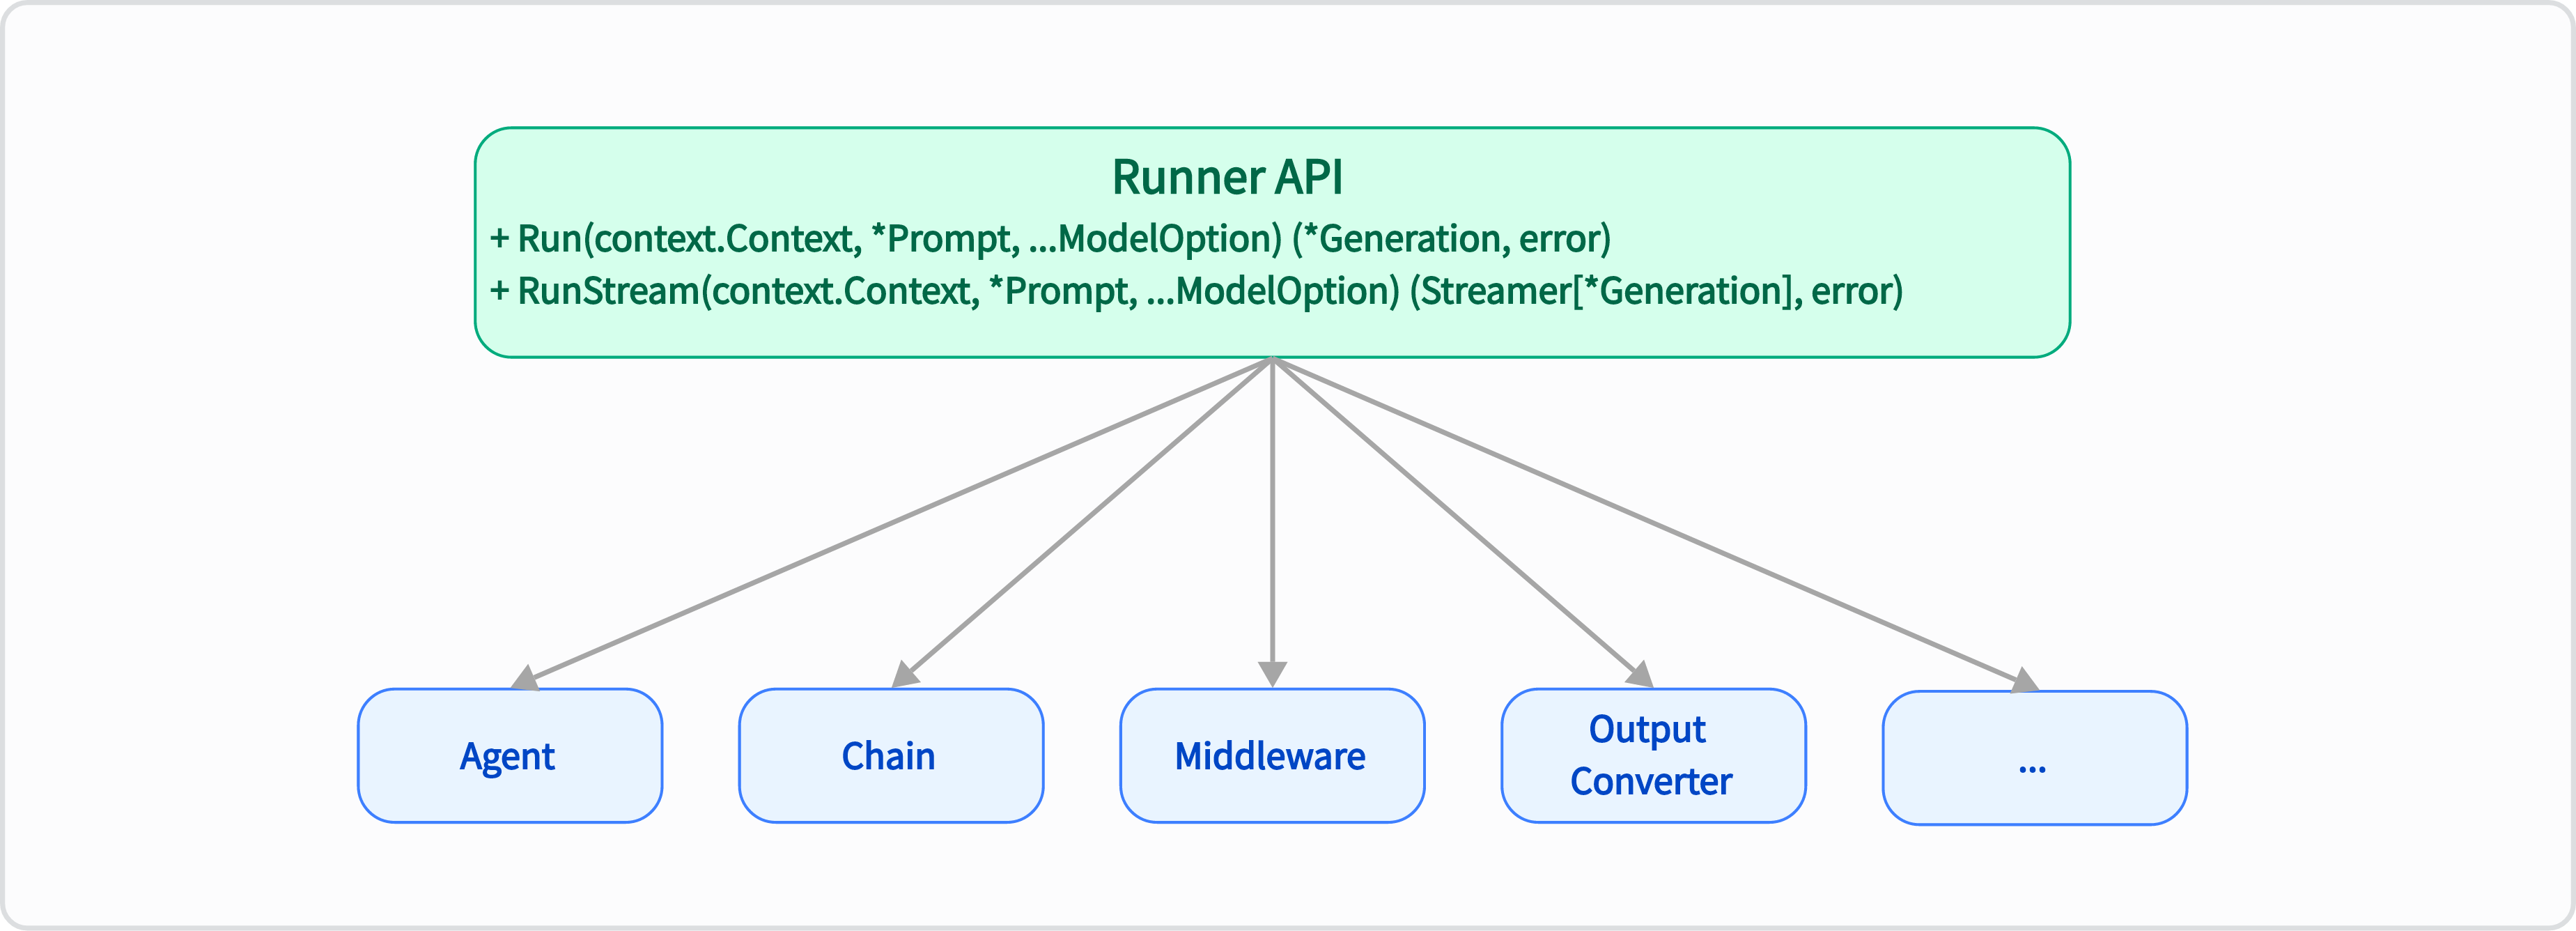 Runner API
+ Run(context.Context, *Prompt, ...ModelOption) (*Generation, error)
+ RunStream(context.Context, *Prompt, ...ModelOption) (Streamer[*Generation], error)
Agent
Chain
Middleware
Output
Converter
...